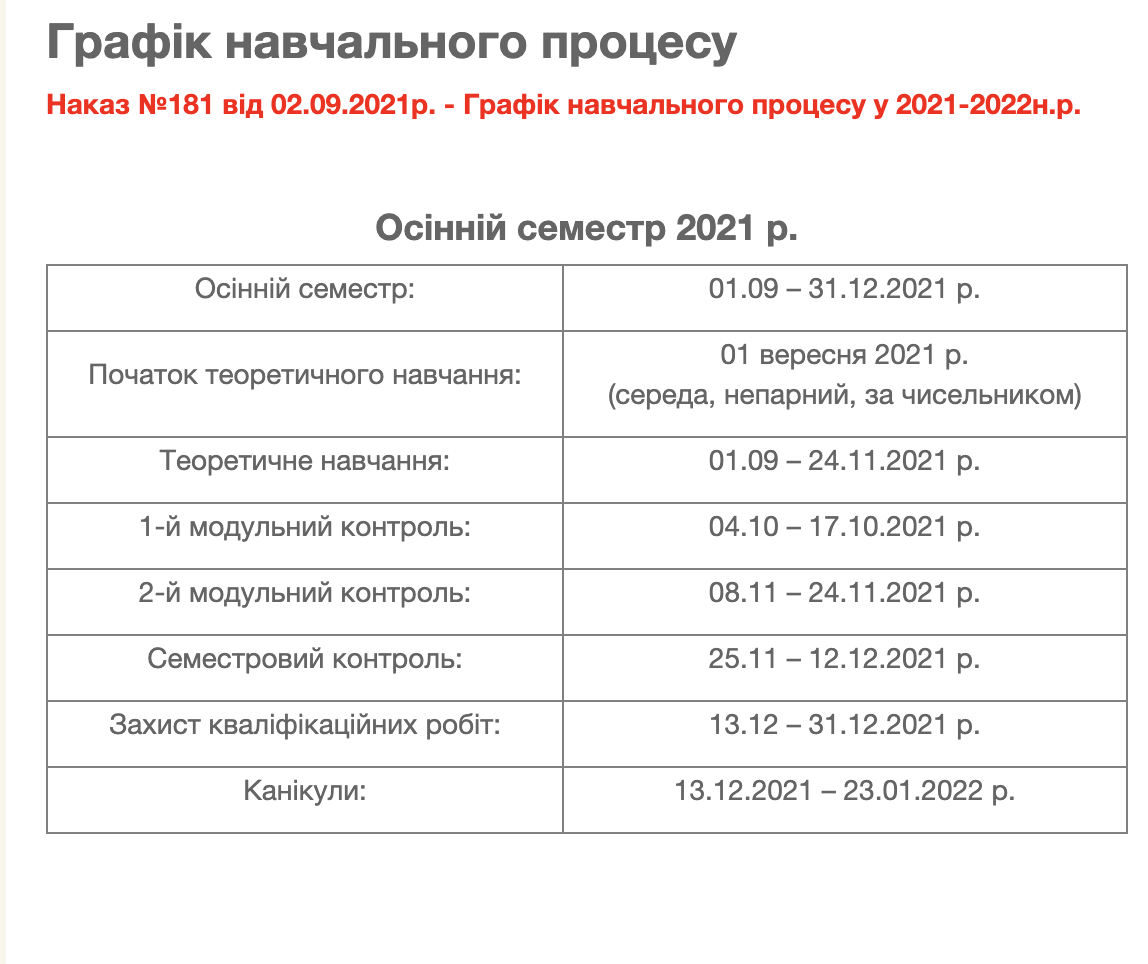 Графік навчального процесу
Наказ №181 від 02.09.2021р. - Графік навчального процесу у 2021-2022н.р.
Осінній семестр 2021 р.
Осінній семестр: 01.09 – 31.12.2021 р.
Початок теоретичного навчання: 01 вересня 2021 р.
(середа, непарний, за чисельником)
Теоретичне навчання: 01.09 – 24.11.2021 р.
1-й модульний контроль: 04.10 – 17.10.2021 р.
2-й модульний контроль: 08.11 – 24.11.2021 р.
Семестровий контроль: 25.11 – 12.12.2021 р.
Захист кваліфікаційних робіт: 13.12 – 31.12.2021 р.
Канікули: 13.12.2021 – 23.01.2022 р.